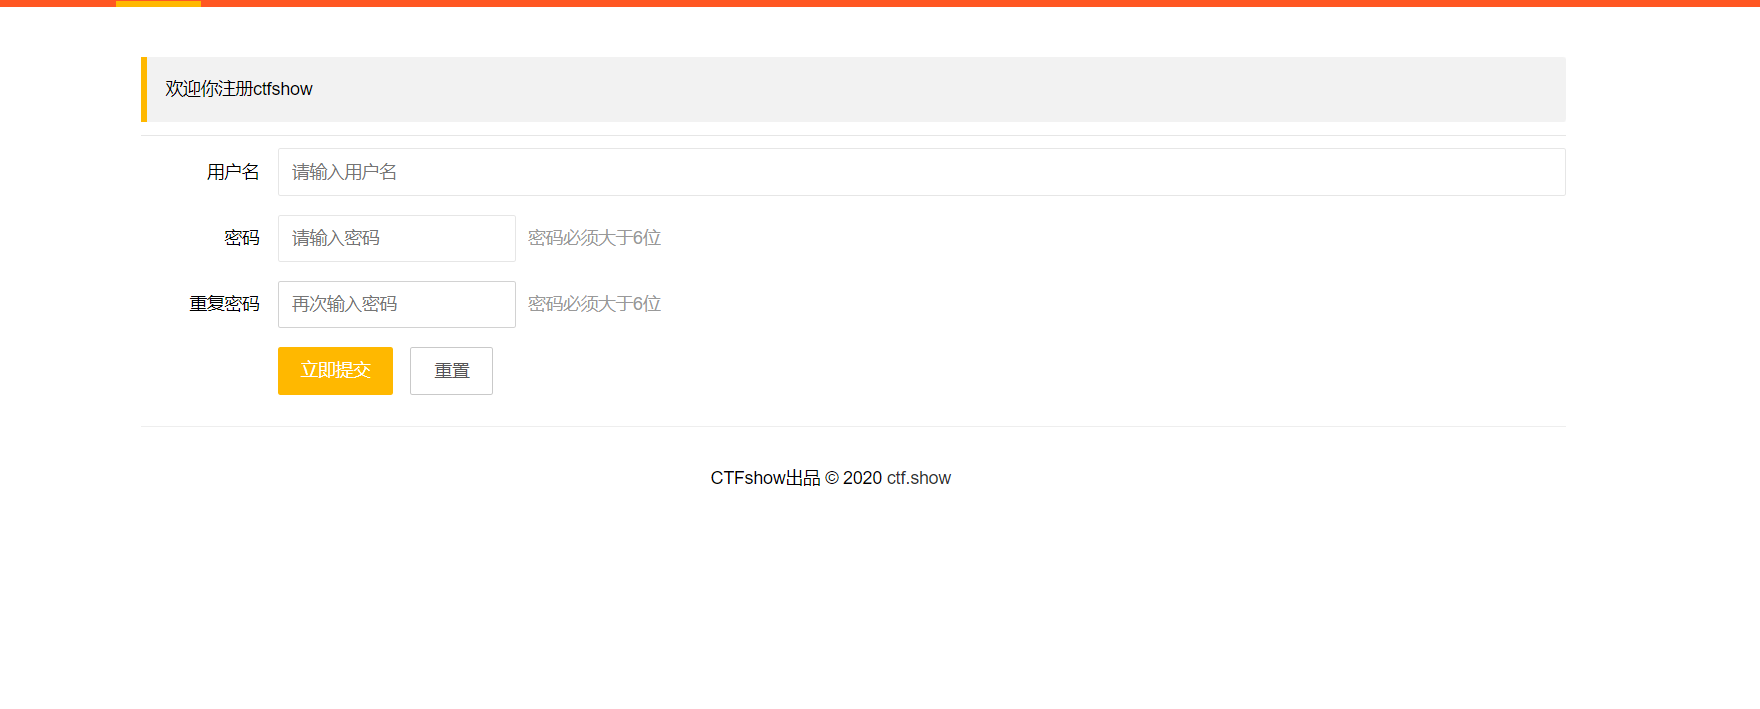 欢迎你注册ctfshow
用户名 请输入用户名
密码 请输入密码 密码必须大于6位
重复密码 再次输入密码 密码必须大于6位
立即提交 重置
CTFshow出品 © 2020 ctf.show